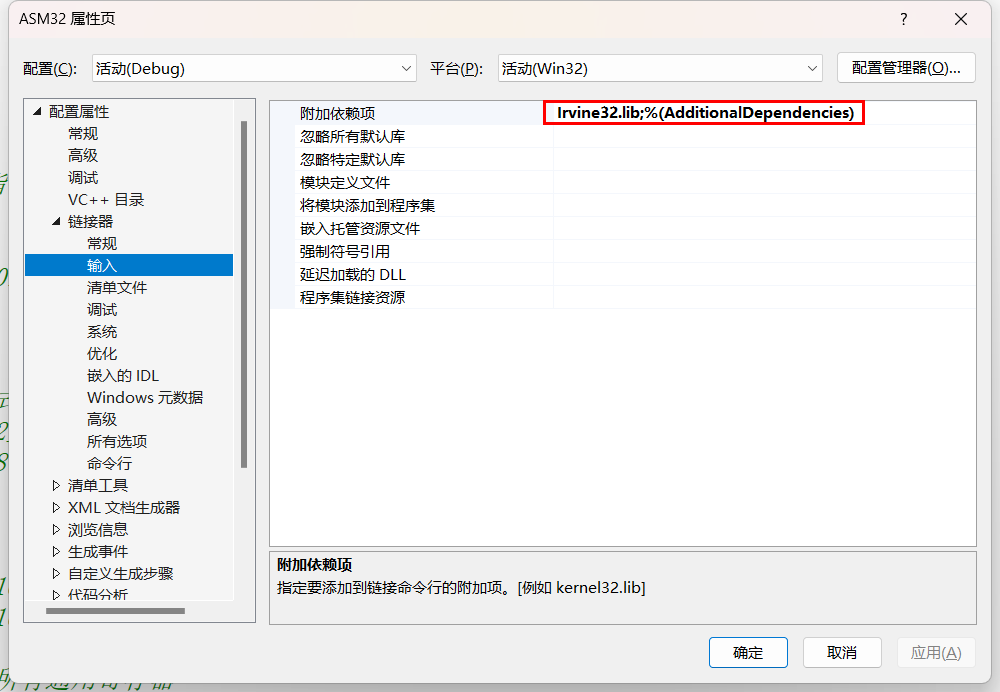 ASM32 属性页
?
配置(C): 活动(Debug) 平台(P): 活动(Win32) 配置管理器(O)...
配置属性
常规
高级
调试
VC++ 目录
链接器
常规
输入
清单文件
调试
系统
优化
嵌入的 IDL
Windows 元数据
高级
所有选项
命令行
清单工具
XML 文档生成器
浏览信息
生成事件
自定义生成步骤
代码分析
附加依赖项 Irvine32.lib;%(AdditionalDependencies)
忽略所有默认库
忽略特定默认库
模块定义文件
将模块添加到程序集
嵌入托管资源文件
强制符号引用
延迟加载的 DLL
程序集链接资源
附加依赖项
指定要添加到链接命令行的附加项。[例如 kernel32.lib]
确定 取消 应用(A)